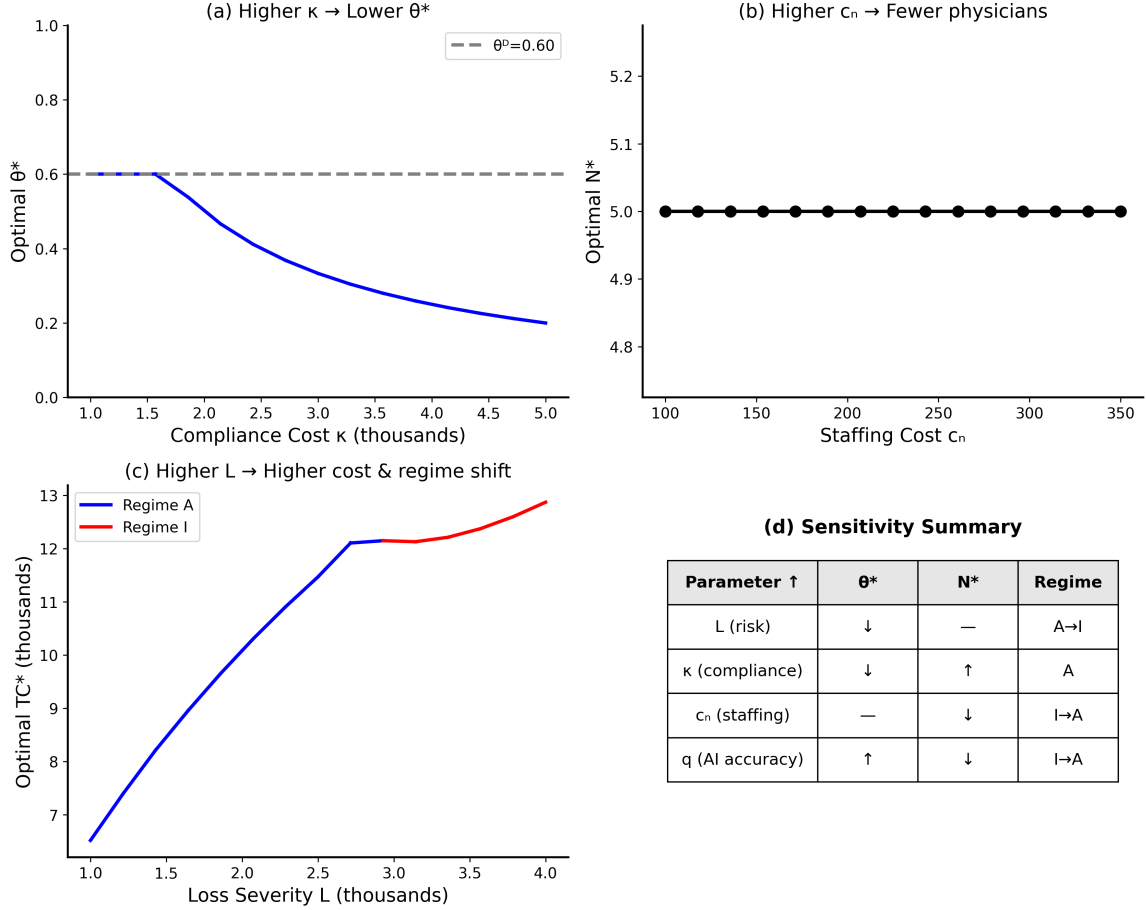 (a) Higher κ → Lower θ*
θᴰ=0.60
1.0
0.8
0.6
0.4
0.2
0.0
Optimal θ*
1.0 1.5 2.0 2.5 3.0 3.5 4.0 4.5 5.0
Compliance Cost κ (thousands)
(b) Higher cₙ → Fewer physicians
5.2
5.1
5.0
4.9
4.8
Optimal N*
100 150 200 250 300 350
Staffing Cost cₙ
(c) Higher L → Higher cost & regime shift
Regime A
Regime I
13
12
11
10
9
8
7
Optimal TC* (thousands)
1.0 1.5 2.0 2.5 3.0 3.5 4.0
Loss Severity L (thousands)
(d) Sensitivity Summary
Parameter ↑ θ* N* Regime
L (risk) ↓ — A→I
κ (compliance) ↓ ↑ A
cₙ (staffing) — ↓ I→A
q (AI accuracy) ↑ ↓ I→A